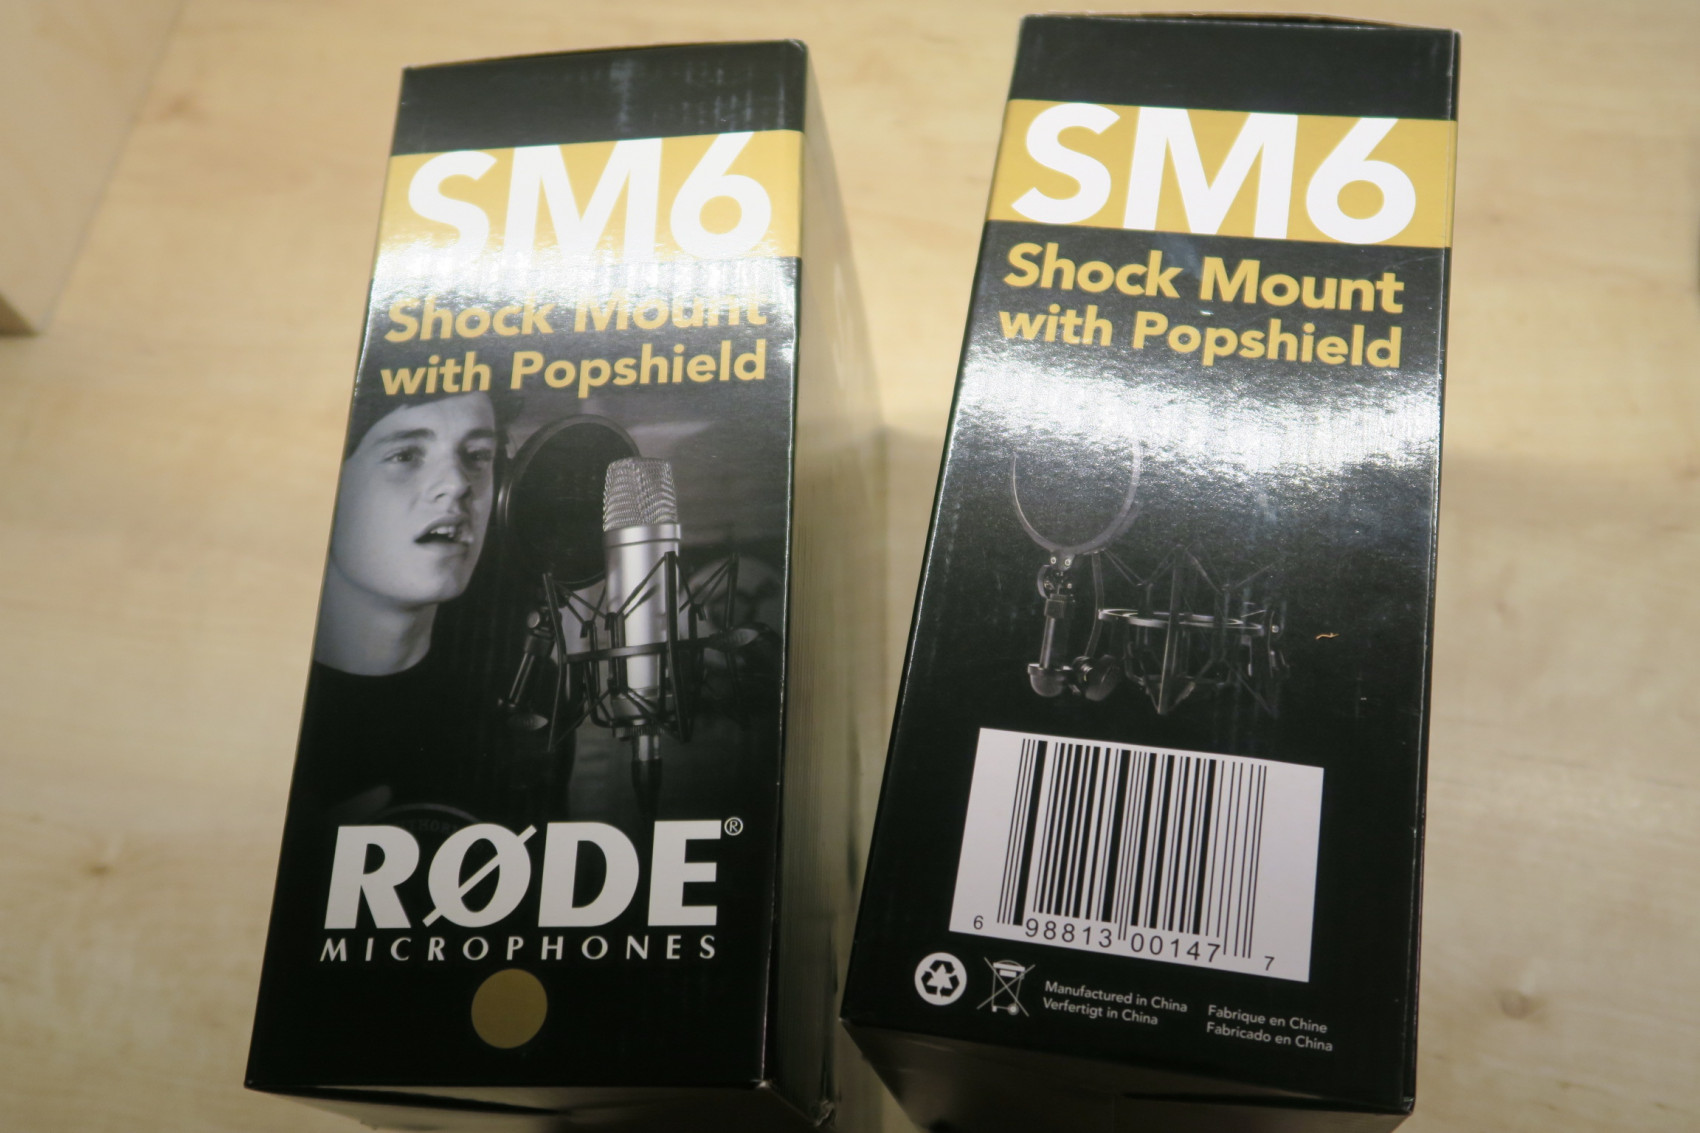 SM6
Shock Mount
with Popshield
RØDE®
MICROPHONES
SM6
Shock Mount
with Popshield
6 98813 00147 7
Manufactured in China
Verfertigt in China
Fabrique en Chine
Fabricado en China